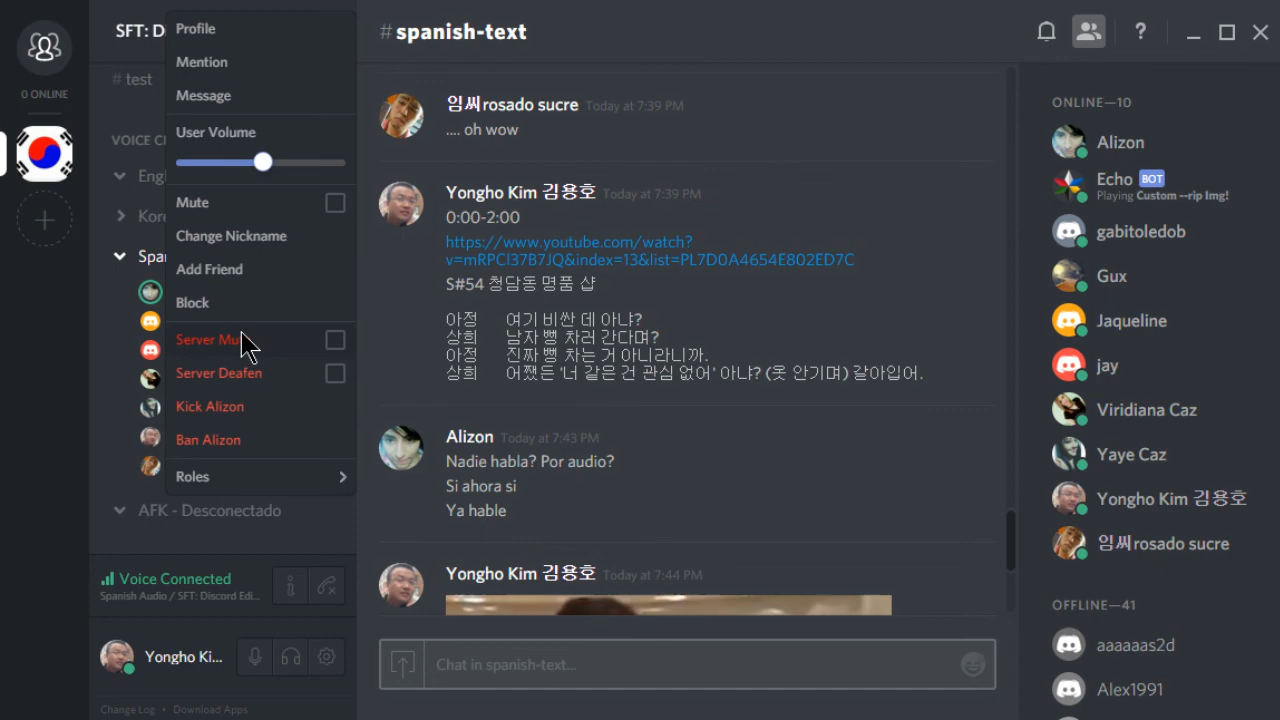 0 ONLINE
SFT: D
# test
VOICE C
Engl
Kore
Spa
AFK - Desconectado
Profile
Mention
Message
User Volume
Mute
Change Nickname
Add Friend
Block
Server Mu
Server Deafen
Kick Alizon
Ban Alizon
Roles
Voice Connected
Spanish Audio / SFT: Discord Edi...
Yongho Ki...
Change Log • Download Apps
# spanish-text
임씨rosado sucre Today at 7:39 PM
.... oh wow
Yongho Kim 김용호 Today at 7:39 PM
0:00-2:00
https://www.youtube.com/watch?
v=mRPCI37B7JQ&index=13&list=PL7D0A4654E802ED7C
S#54 청담동 명품 샵
아정 여기 비싼 데 아냐?
상희 남자 뻥 차러 간다며?
아정 진짜 뻥 차는 거 아니라니까.
상희 어쨌든 '너 같은 건 관심 없어' 아냐? (옷 안기며) 갈아입어.
Alizon Today at 7:43 PM
Nadie habla? Por audio?
Si ahora si
Ya hable
Yongho Kim 김용호 Today at 7:44 PM
Chat in spanish-text...
ONLINE—10
Alizon
Echo BOT
Playing Custom --rip Img!
gabitoledob
Gux
Jaqueline
jay
Viridiana Caz
Yaye Caz
Yongho Kim 김용호
임씨rosado sucre
OFFLINE—41
aaaaaas2d
Alex1991